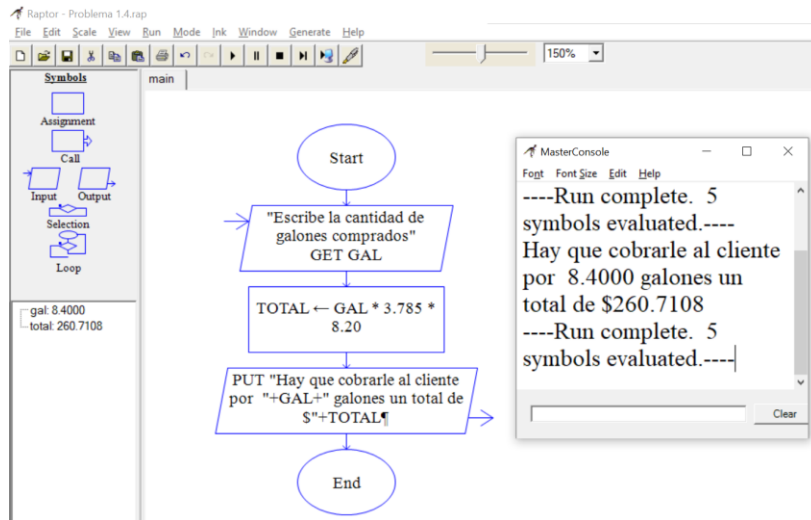 Raptor - Problema 1.4.rap
File Edit Scale View Run Mode Ink Window Generate Help
150%
Symbols
Assignment
Call
Input Output
Selection
Loop
gal: 8.4000
total: 260.7108
main
Start
"Escribe la cantidad de
galones comprados"
GET GAL
TOTAL ← GAL * 3.785 *
8.20
PUT "Hay que cobrarle al cliente
por  "+GAL+" galones un total de
$"+TOTAL¶
End
MasterConsole
Font Font Size Edit Help
----Run complete.  5
symbols evaluated.----
Hay que cobrarle al cliente
por  8.4000 galones un
total de $260.7108
----Run complete.  5
symbols evaluated.----
Clear